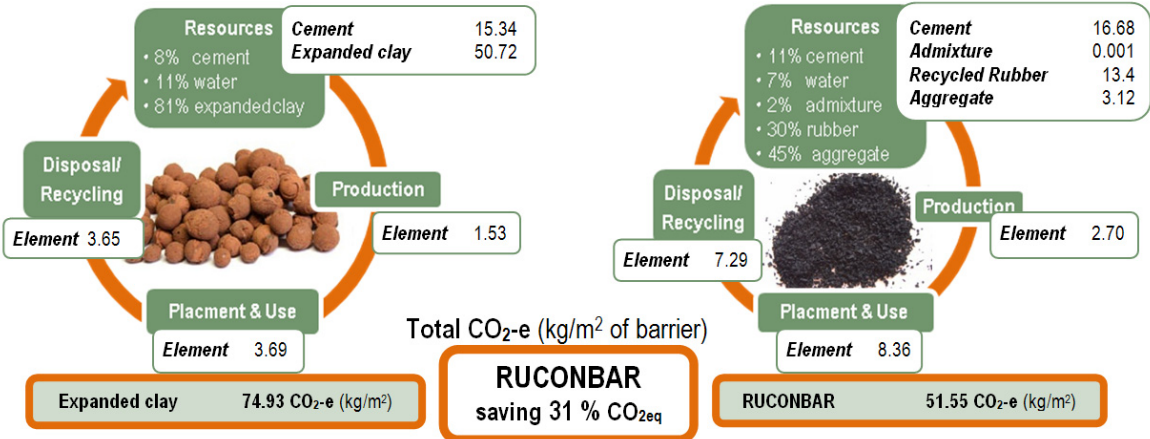 Resources
• 8% cement
• 11% water
• 81% expandedclay
Cement 15.34
Expanded clay 50.72
Disposal/
Recycling
Element 3.65
Production
Element 1.53
Placment & Use
Element 3.69
Expanded clay 74.93 CO₂-e (kg/m²)
Total CO₂-e (kg/m² of barrier)
RUCONBAR
saving 31 % CO₂eq
Resources
• 11% cement
• 7% water
• 2% admixture
• 30% rubber
• 45% aggregate
Cement 16.68
Admixture 0.001
Recycled Rubber 13.4
Aggregate 3.12
Disposal/
Recycling
Element 7.29
Production
Element 2.70
Placment & Use
Element 8.36
RUCONBAR 51.55 CO₂-e (kg/m²)